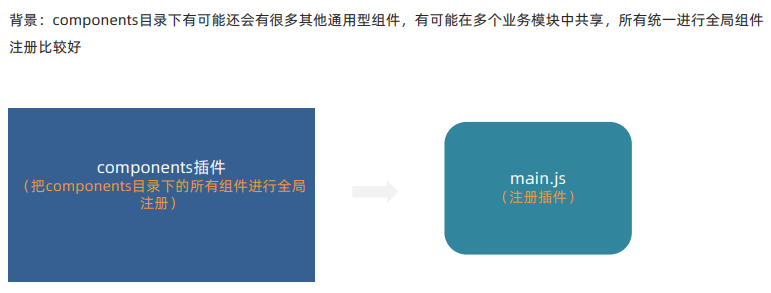 背景：components目录下有可能还会有很多其他通用型组件，有可能在多个业务模块中共享，所有统一进行全局组件
注册比较好
components插件
（把components目录下的所有组件进行全局
注册）
main.js
（注册插件）